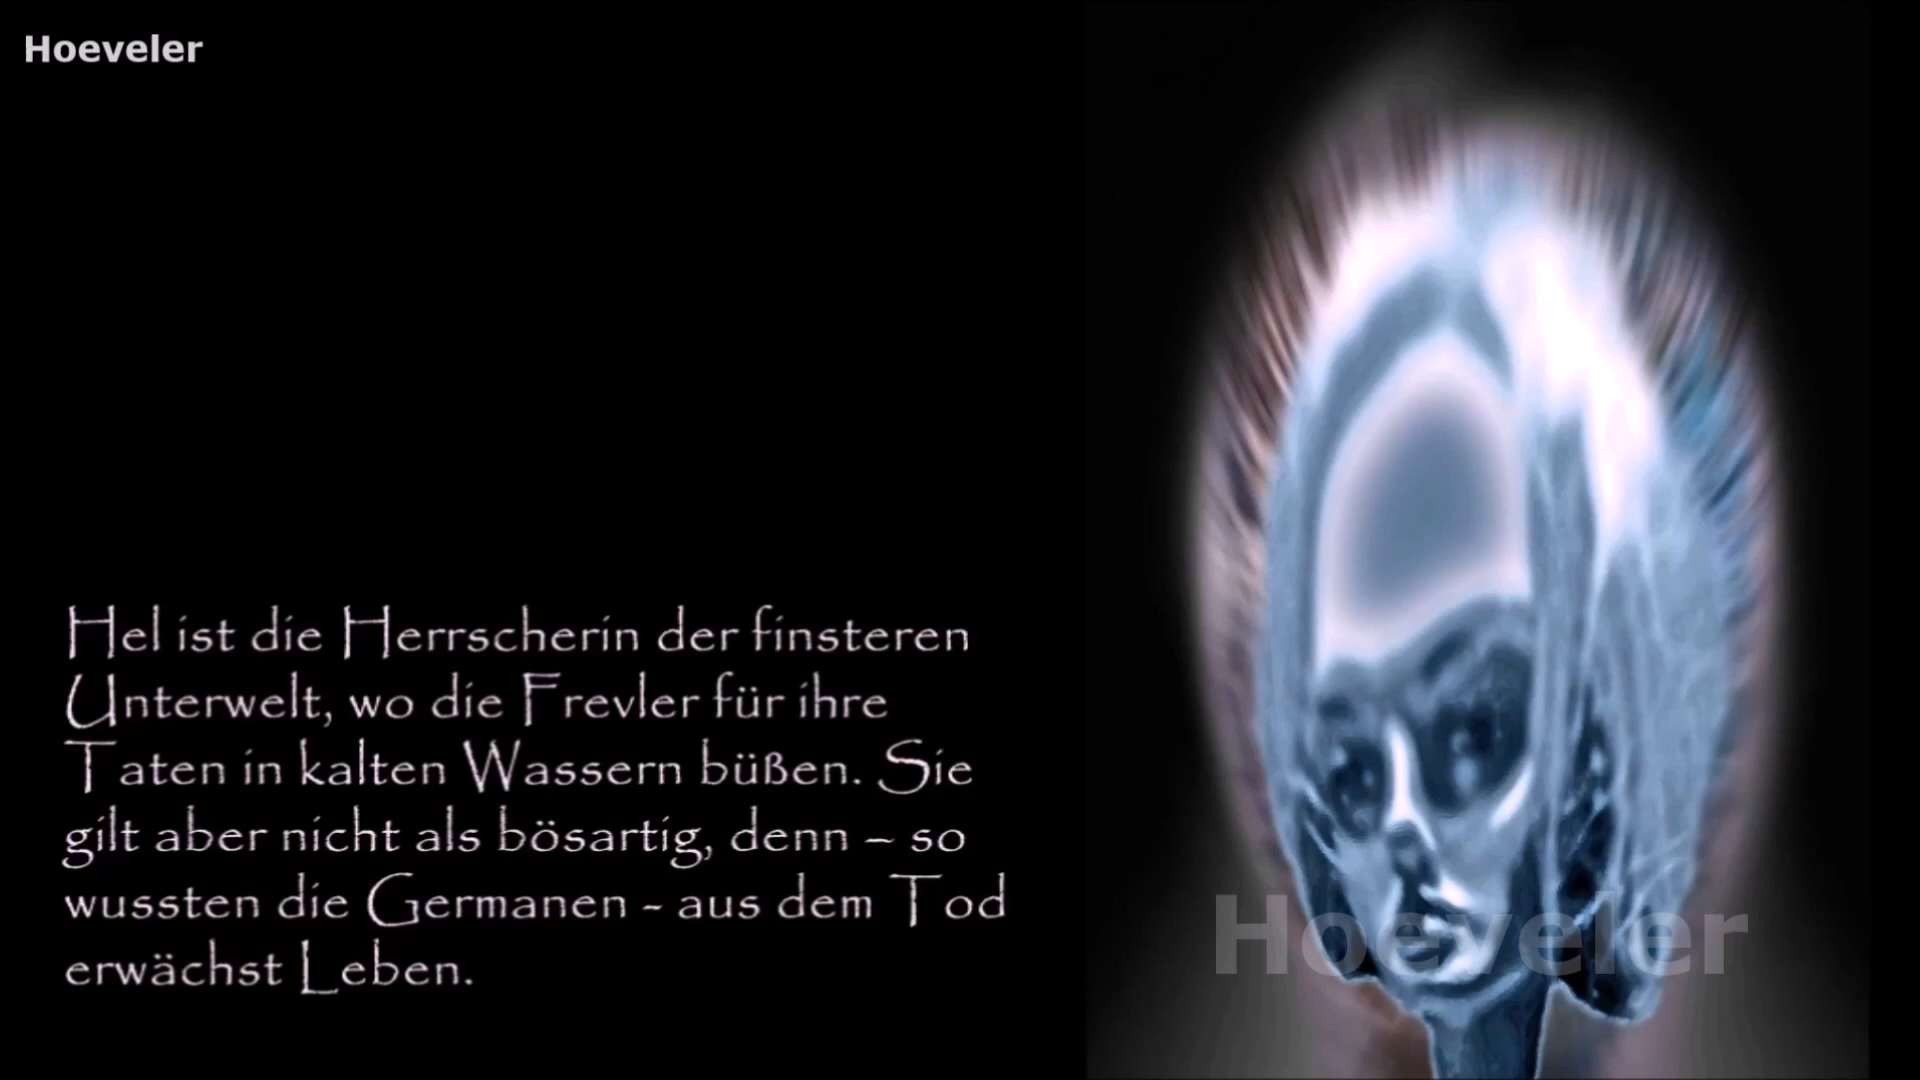 Hoeveler
Hel ist die Herrscherin der finsteren
Unterwelt, wo die Frevler für ihre
Taten in kalten Wassern büßen. Sie
gilt aber nicht als bösartig, denn – so
wussten die Germanen - aus dem Tod
erwächst Leben.
Hoeveler